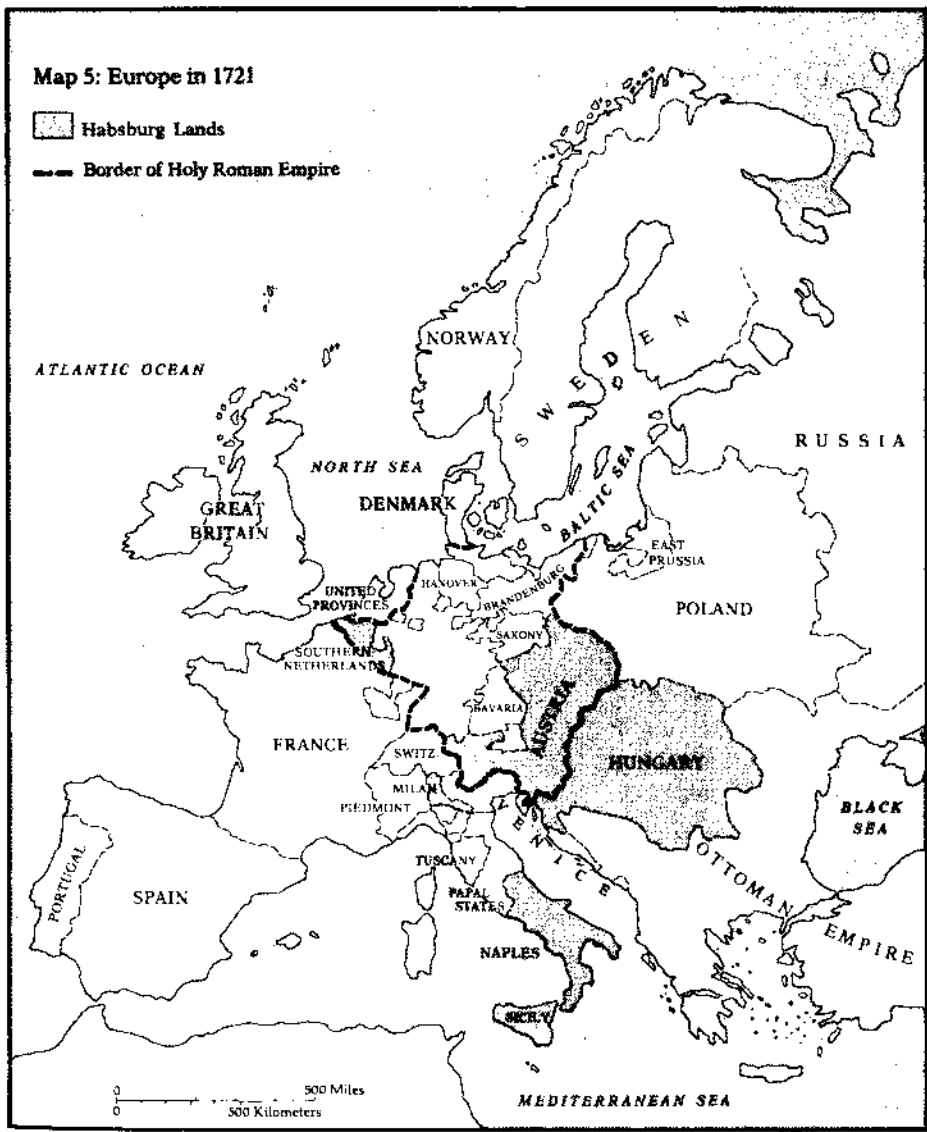 Map 5: Europe in 1721
Habsburg Lands
Border of Holy Roman Empire
NORWAY
SWEDEN
ATLANTIC OCEAN
RUSSIA
NORTH SEA
BALTIC SEA
DENMARK
GREAT
BRITAIN
EAST
PRUSSIA
HANOVER
BRANDENBURG
UNITED
PROVINCES
POLAND
SAXONY
SOUTHERN
NETHERLANDS
AUSTRIA
BAVARIA
FRANCE
SWITZ.
HUNGARY
MILAN
PIEDMONT
VENICE
BLACK
SEA
OTTOMAN
EMPIRE
TUSCANY
PAPAL
STATES
PORTUGAL
SPAIN
NAPLES
SICILY
0 500 Miles
0 500 Kilometers
MEDITERRANEAN SEA